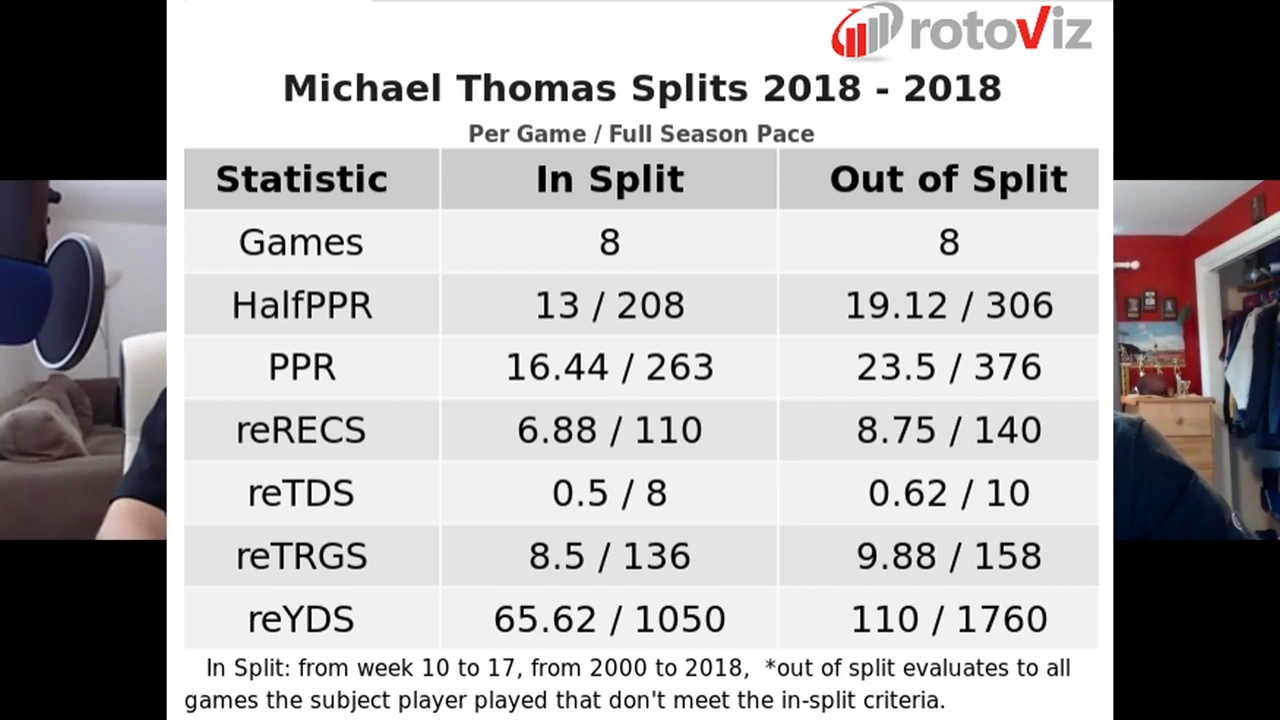 rotoViz
Michael Thomas Splits 2018 - 2018
Per Game / Full Season Pace
Statistic In Split Out of Split
Games 8 8
HalfPPR 13 / 208 19.12 / 306
PPR 16.44 / 263 23.5 / 376
reRECS 6.88 / 110 8.75 / 140
reTDS 0.5 / 8 0.62 / 10
reTRGS 8.5 / 136 9.88 / 158
reYDS 65.62 / 1050 110 / 1760
In Split: from week 10 to 17, from 2000 to 2018, *out of split evaluates to all
games the subject player played that don't meet the in-split criteria.